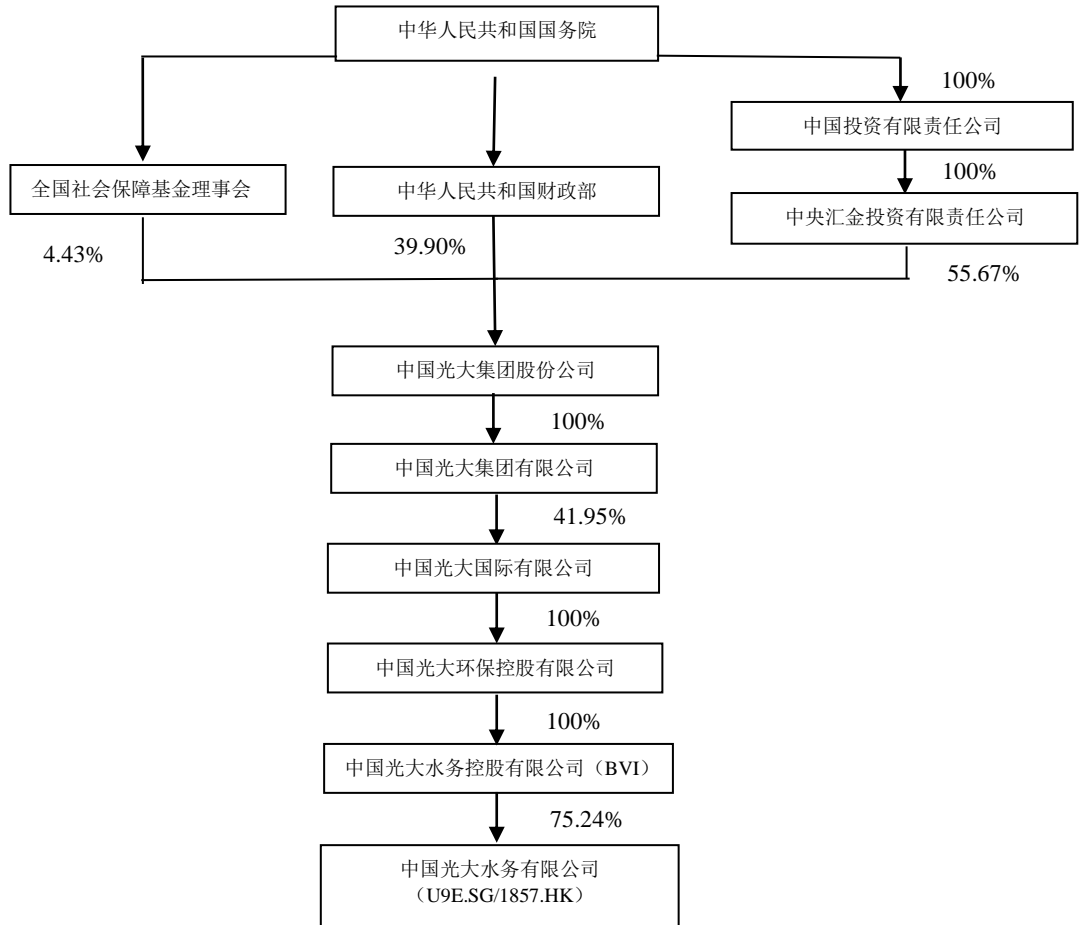 中华人民共和国国务院
100%
中国投资有限责任公司
100%
全国社会保障基金理事会
中华人民共和国财政部
中央汇金投资有限责任公司
4.43%
39.90%
55.67%
中国光大集团股份公司
100%
中国光大集团有限公司
41.95%
中国光大国际有限公司
100%
中国光大环保控股有限公司
100%
中国光大水务控股有限公司（BVI）
75.24%
中国光大水务有限公司
（U9E.SG/1857.HK）